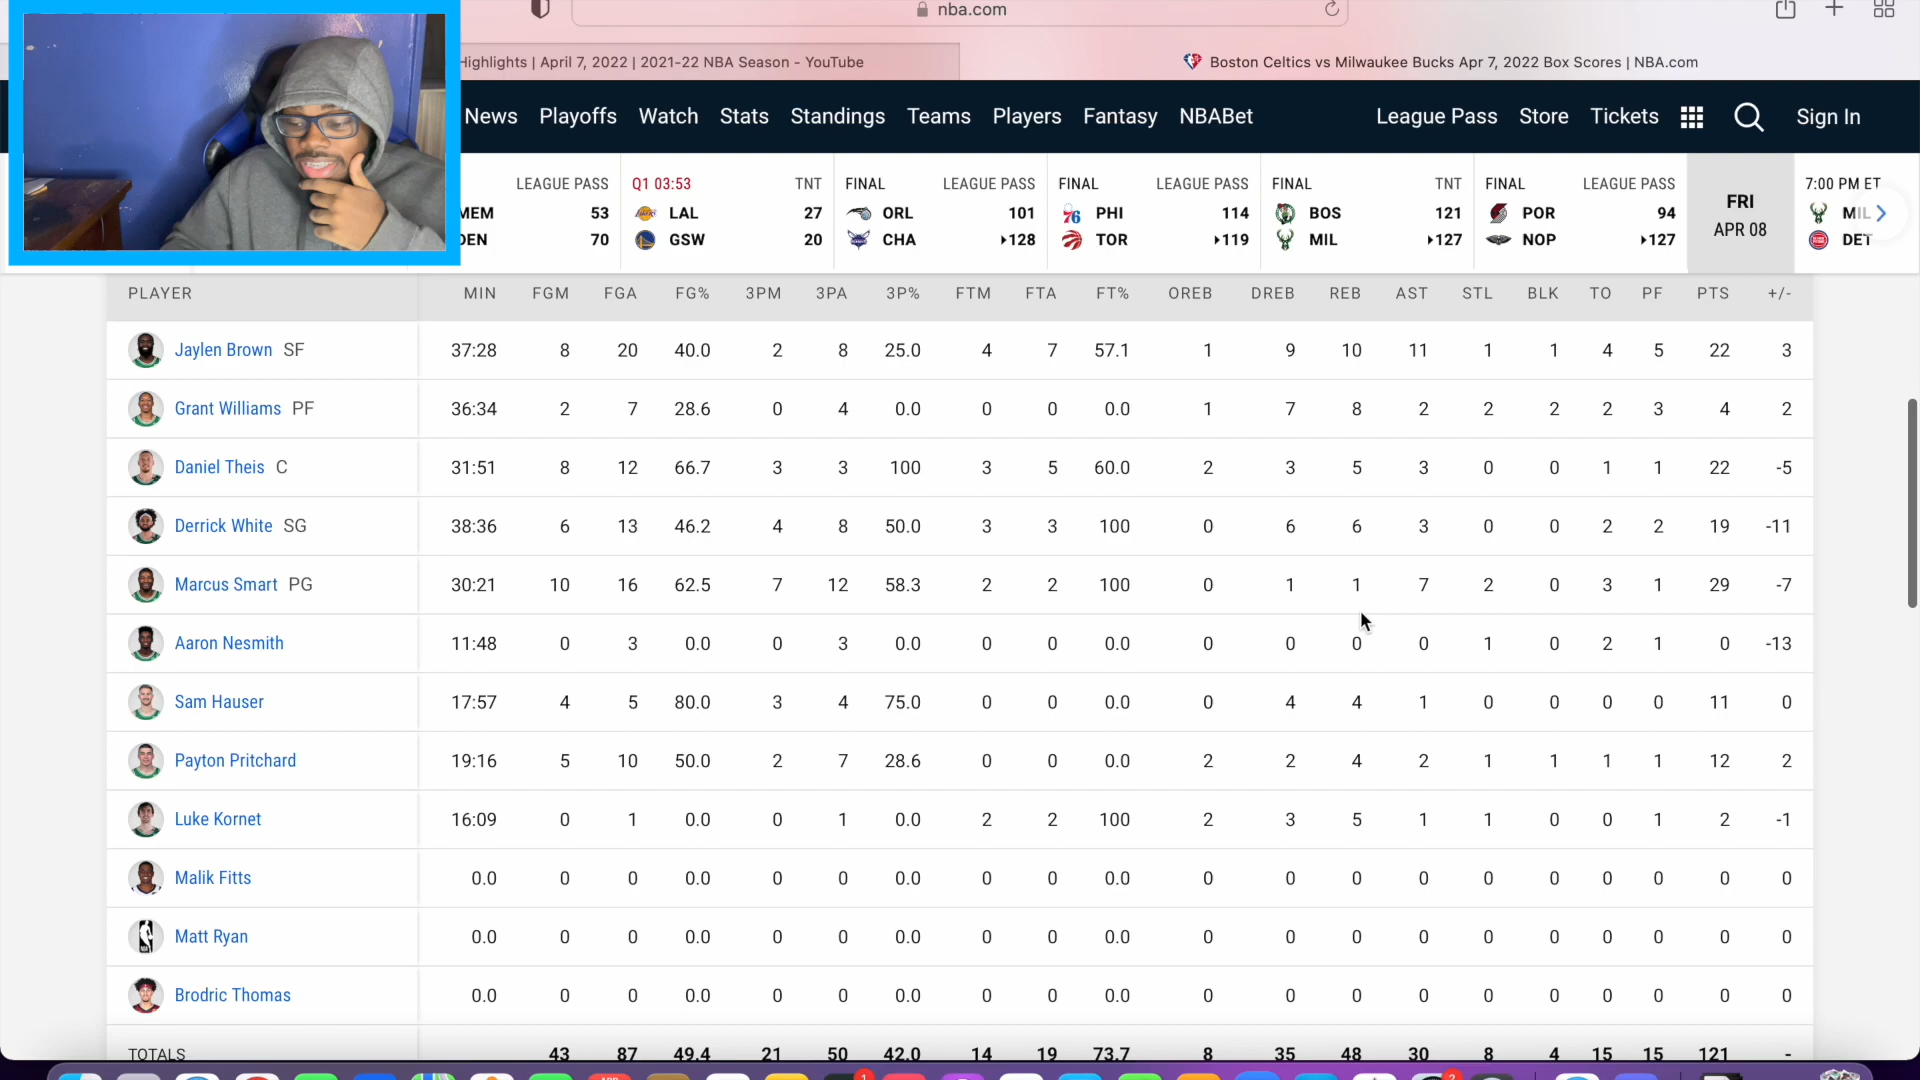 nba.com
Highlights | April 7, 2022 | 2021-22 NBA Season - YouTube
Boston Celtics vs Milwaukee Bucks Apr 7, 2022 Box Scores | NBA.com
News Playoffs Watch Stats Standings Teams Players Fantasy NBABet League Pass Store Tickets Sign In
LEAGUE PASS Q1 03:53 TNT FINAL LEAGUE PASS FINAL LEAGUE PASS FINAL TNT FINAL LEAGUE PASS FRI 7:00 PM ET
MEM 53 LAL 27 ORL 101 PHI 114 BOS 121 POR 94 APR 08 MIL
DEN 70 GSW 20 CHA 128 TOR 119 MIL 127 NOP 127 DET
PLAYER MIN FGM FGA FG% 3PM 3PA 3P% FTM FTA FT% OREB DREB REB AST STL BLK TO PF PTS +/-
Jaylen Brown SF 37:28 8 20 40.0 2 8 25.0 4 7 57.1 1 9 10 11 1 1 4 5 22 3
Grant Williams PF 36:34 2 7 28.6 0 4 0.0 0 0 0.0 1 7 8 2 2 2 2 3 4 2
Daniel Theis C 31:51 8 12 66.7 3 3 100 3 5 60.0 2 3 5 3 0 0 1 1 22 -5
Derrick White SG 38:36 6 13 46.2 4 8 50.0 3 3 100 0 6 6 3 0 0 2 2 19 -11
Marcus Smart PG 30:21 10 16 62.5 7 12 58.3 2 2 100 0 1 1 7 2 0 3 1 29 -7
Aaron Nesmith 11:48 0 3 0.0 0 3 0.0 0 0 0.0 0 0 0 0 1 0 2 1 0 -13
Sam Hauser 17:57 4 5 80.0 3 4 75.0 0 0 0.0 0 4 4 1 0 0 0 0 11 0
Payton Pritchard 19:16 5 10 50.0 2 7 28.6 0 0 0.0 2 2 4 2 1 1 1 1 12 2
Luke Kornet 16:09 0 1 0.0 0 1 0.0 2 2 100 2 3 5 1 1 0 0 1 2 -1
Malik Fitts 0.0 0 0 0.0 0 0 0.0 0 0 0.0 0 0 0 0 0 0 0 0 0 0
Matt Ryan 0.0 0 0 0.0 0 0 0.0 0 0 0.0 0 0 0 0 0 0 0 0 0 0
Brodric Thomas 0.0 0 0 0.0 0 0 0.0 0 0 0.0 0 0 0 0 0 0 0 0 0 0
TOTALS 43 87 49.4 21 50 42.0 14 19 73.7 8 35 48 30 8 4 15 15 121 -